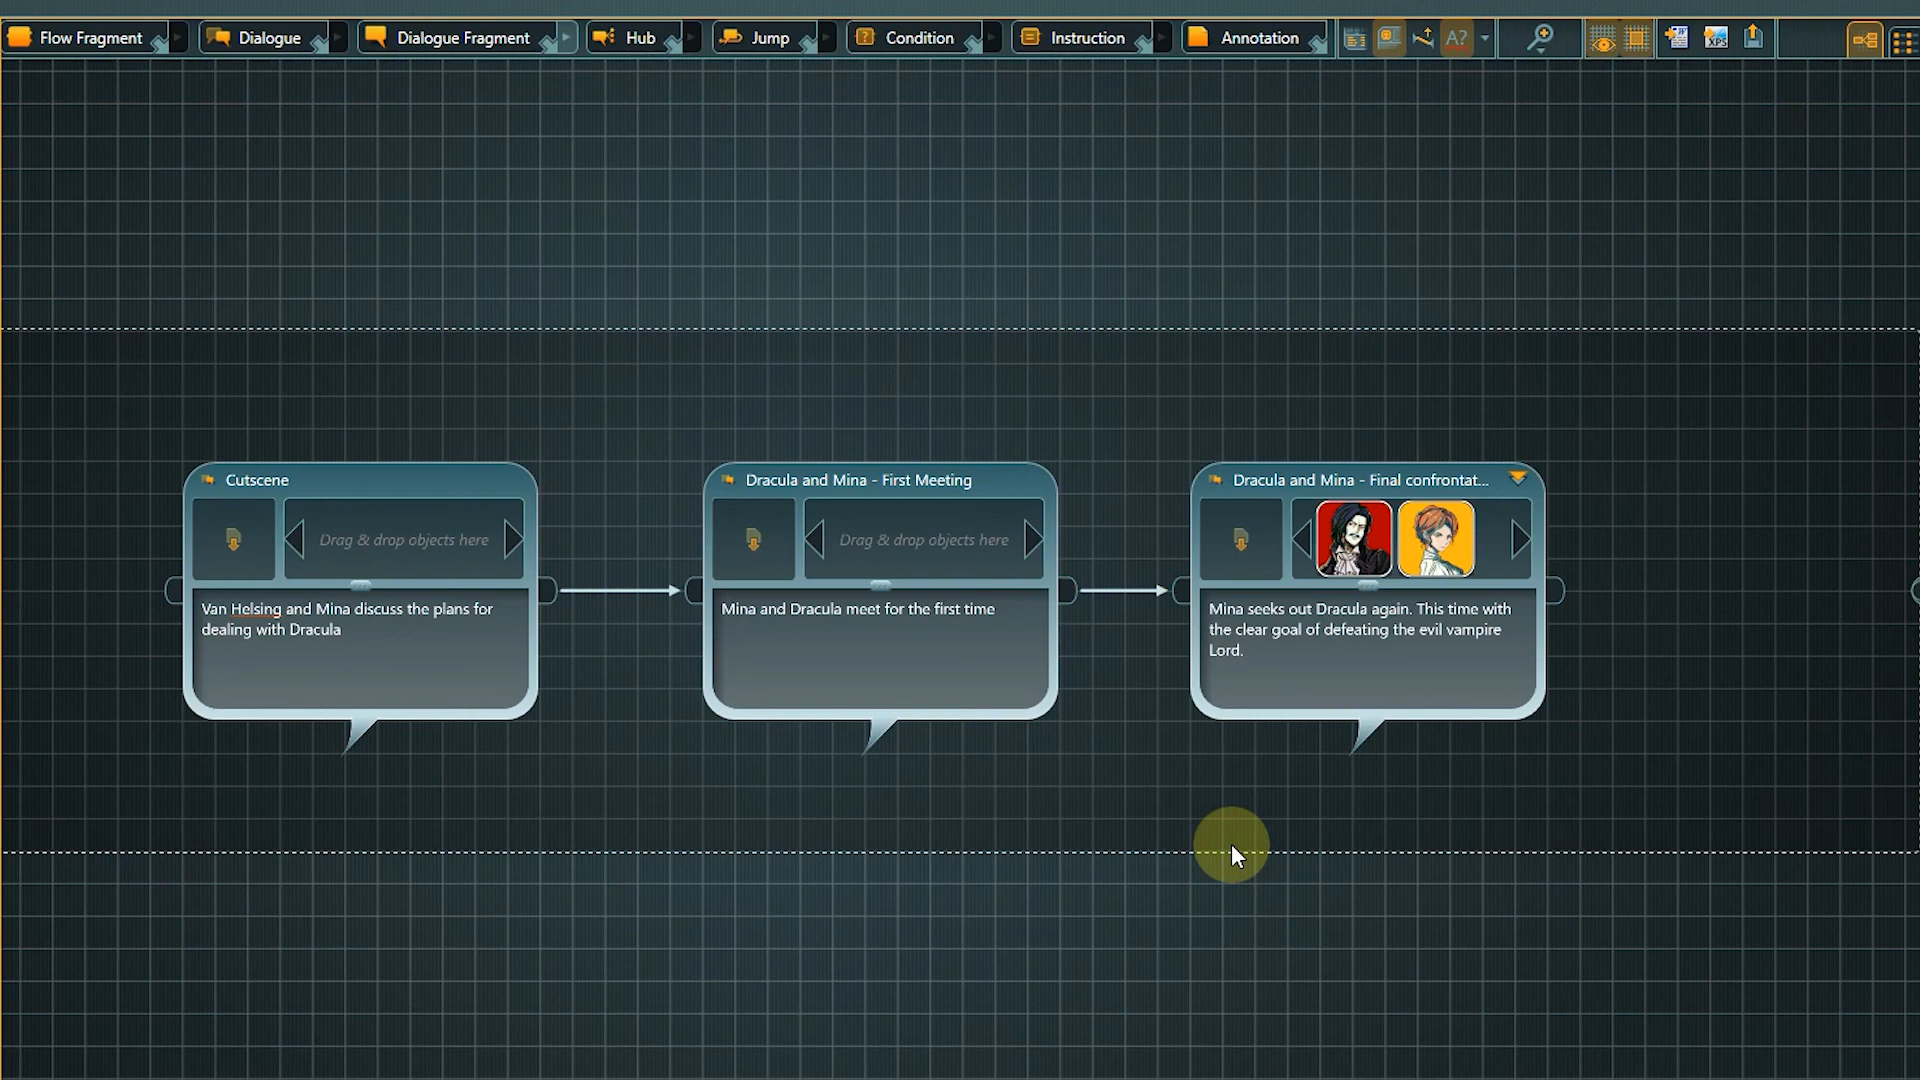 Flow Fragment
Dialogue
Dialogue Fragment
Hub
Jump
Condition
Instruction
Annotation
A?
XPS
Cutscene
Drag & drop objects here
Van Helsing and Mina discuss the plans for
dealing with Dracula
Dracula and Mina - First Meeting
Drag & drop objects here
Mina and Dracula meet for the first time
Dracula and Mina - Final confrontat...
Mina seeks out Dracula again. This time with
the clear goal of defeating the evil vampire
Lord.